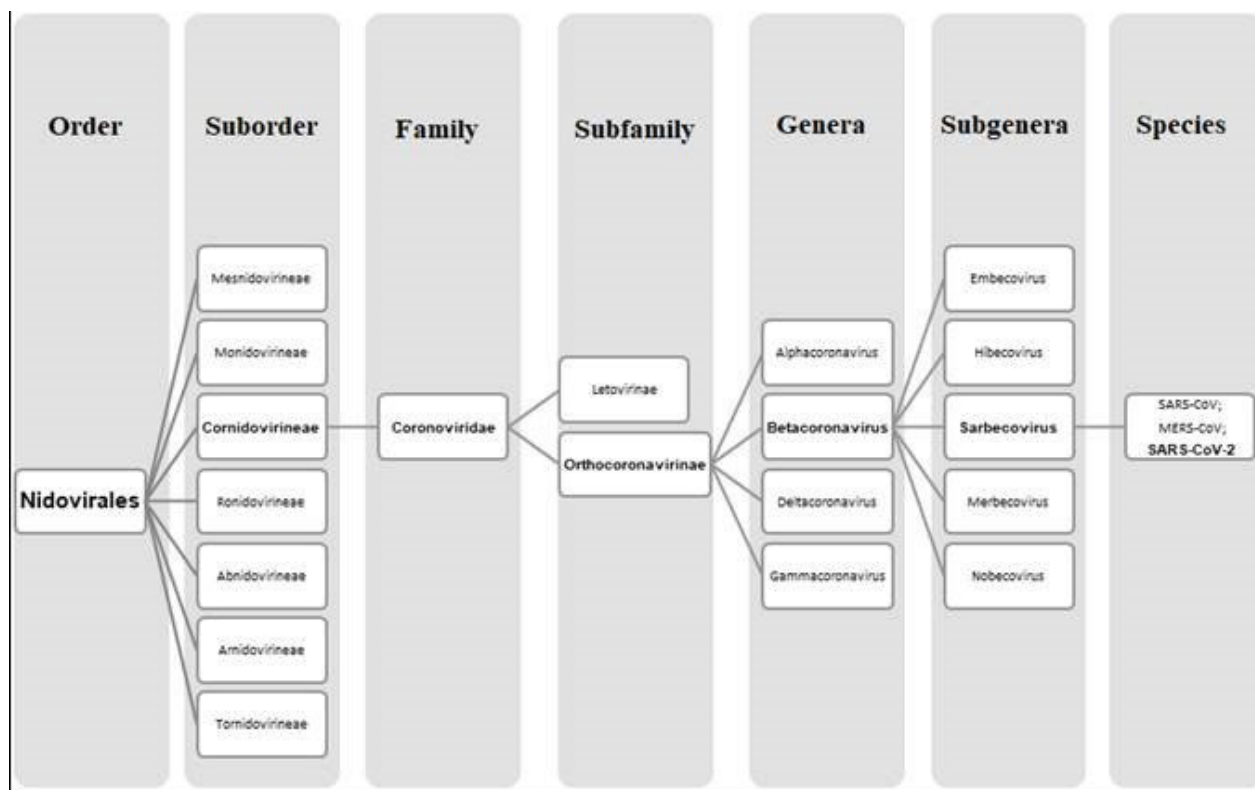 Order
Suborder
Family
Subfamily
Genera
Subgenera
Species
Nidovirales
Mesnidovirineae
Monidovirineae
Cornidovirineae
Ronidovirineae
Abnidovirineae
Arnidovirineae
Tornidovirineae
Coronoviridae
Letovirinae
Orthocoronavirinae
Alphacoronavirus
Betacoronavirus
Deltacoronavirus
Gammacoronavirus
Embecovirus
Hibecovirus
Sarbecovirus
Merbecovirus
Nobecovirus
SARS-CoV;
MERS-CoV;
SARS-CoV-2